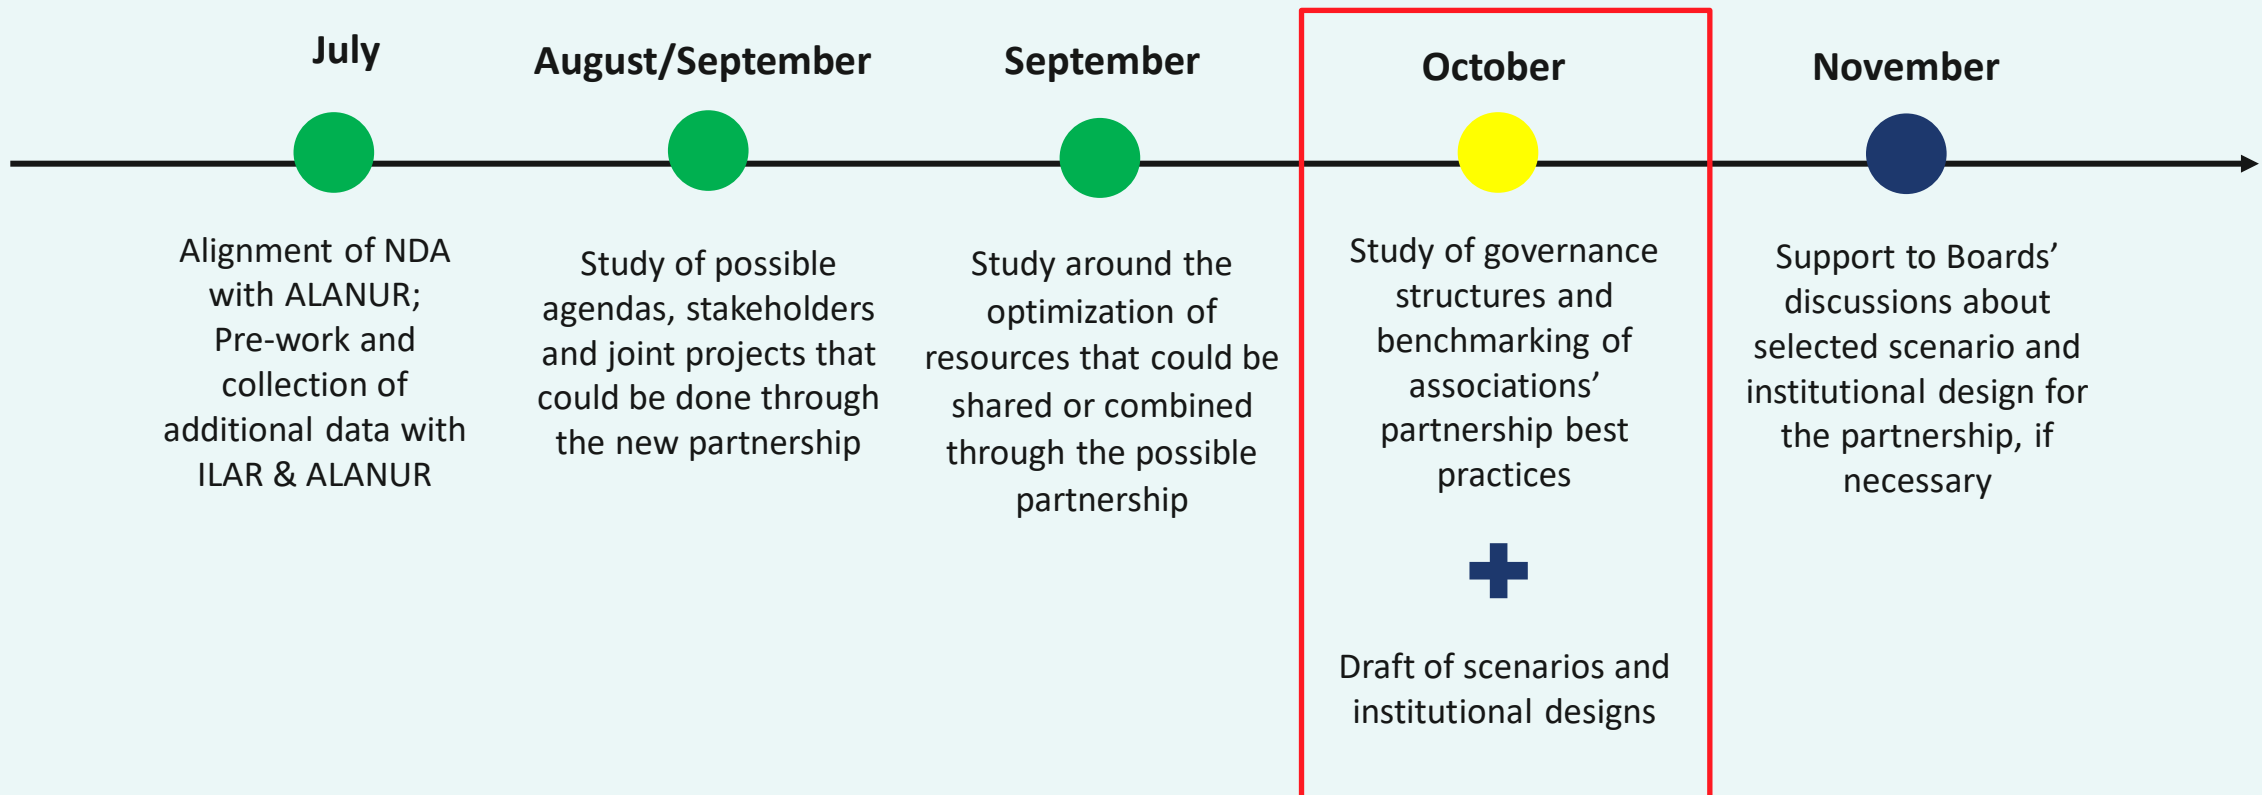 July
Alignment of NDA
with ALANUR;
Pre-work and
collection of
additional data with
ILAR & ALANUR
August/September
Study of possible
agendas, stakeholders
and joint projects that
could be done through
the new partnership
September
Study around the
optimization of
resources that could be
shared or combined
through the possible
partnership
October
Study of governance
structures and
benchmarking of
associations’
partnership best
practices
Draft of scenarios and
institutional designs
November
Support to Boards’
discussions about
selected scenario and
institutional design for
the partnership, if
necessary